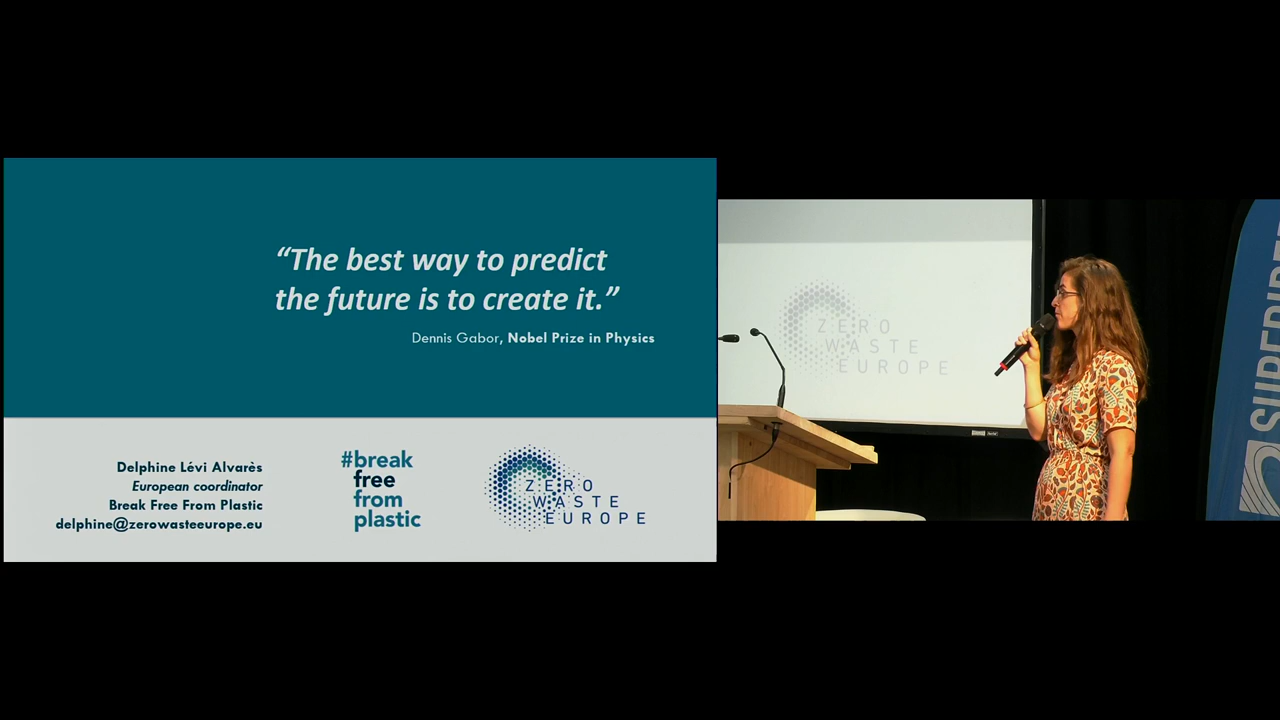 “The best way to predict
the future is to create it.”
Dennis Gabor, Nobel Prize in Physics
Delphine Lévi Alvarès
European coordinator
Break Free From Plastic
delphine@zerowasteeurope.eu
#break
free
from
plastic
ZERO
WASTE
EUROPE
ZERO
WASTE
EUROPE